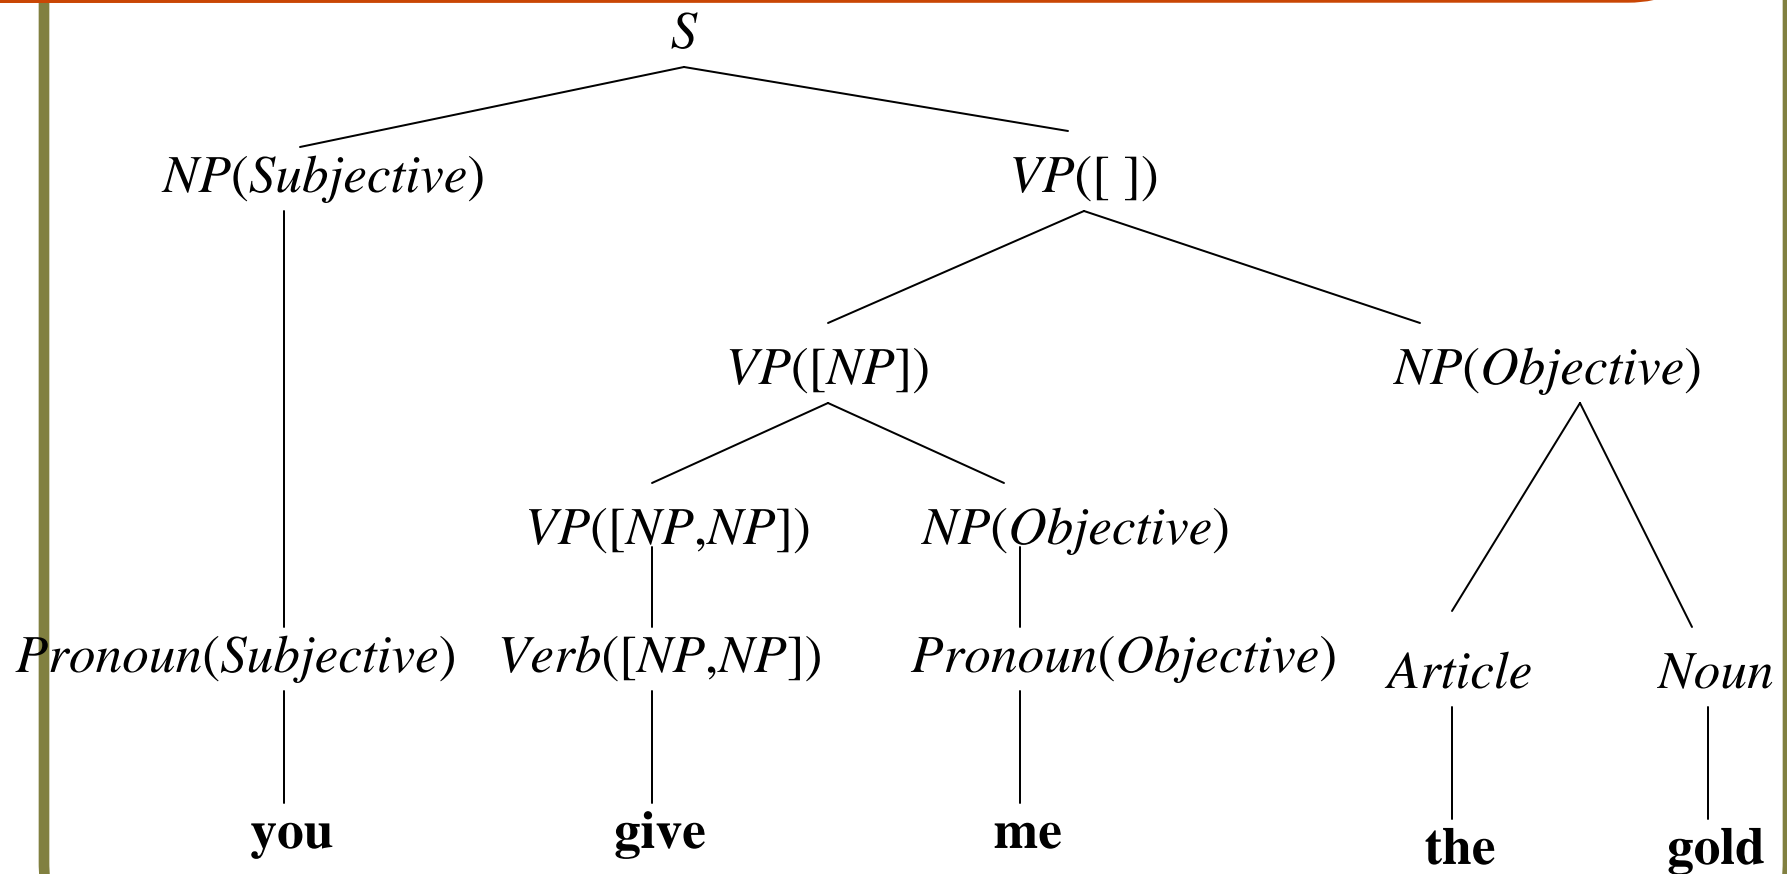 S
NP(Subjective) VP([ ])
VP([NP]) NP(Objective)
VP([NP,NP]) NP(Objective)
Pronoun(Subjective) Verb([NP,NP]) Pronoun(Objective) Article Noun
you give me the gold